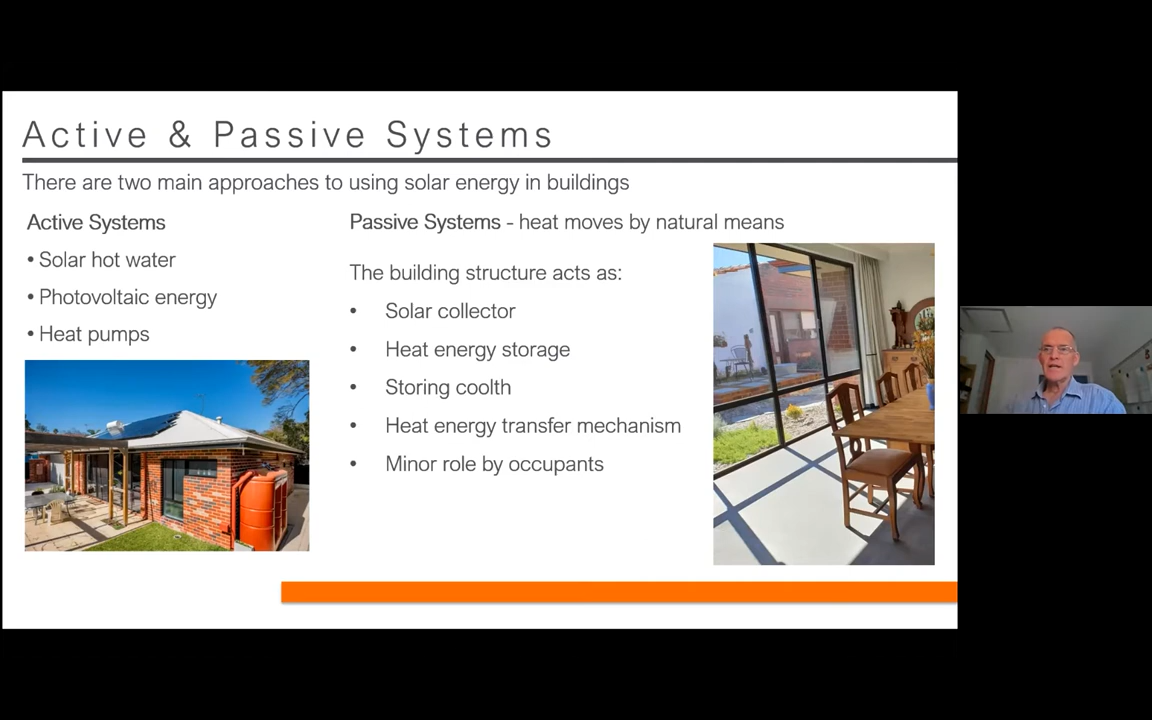 Active & Passive Systems
There are two main approaches to using solar energy in buildings
Active Systems
• Solar hot water
• Photovoltaic energy
• Heat pumps
Passive Systems - heat moves by natural means
The building structure acts as:
• Solar collector
• Heat energy storage
• Storing coolth
• Heat energy transfer mechanism
• Minor role by occupants